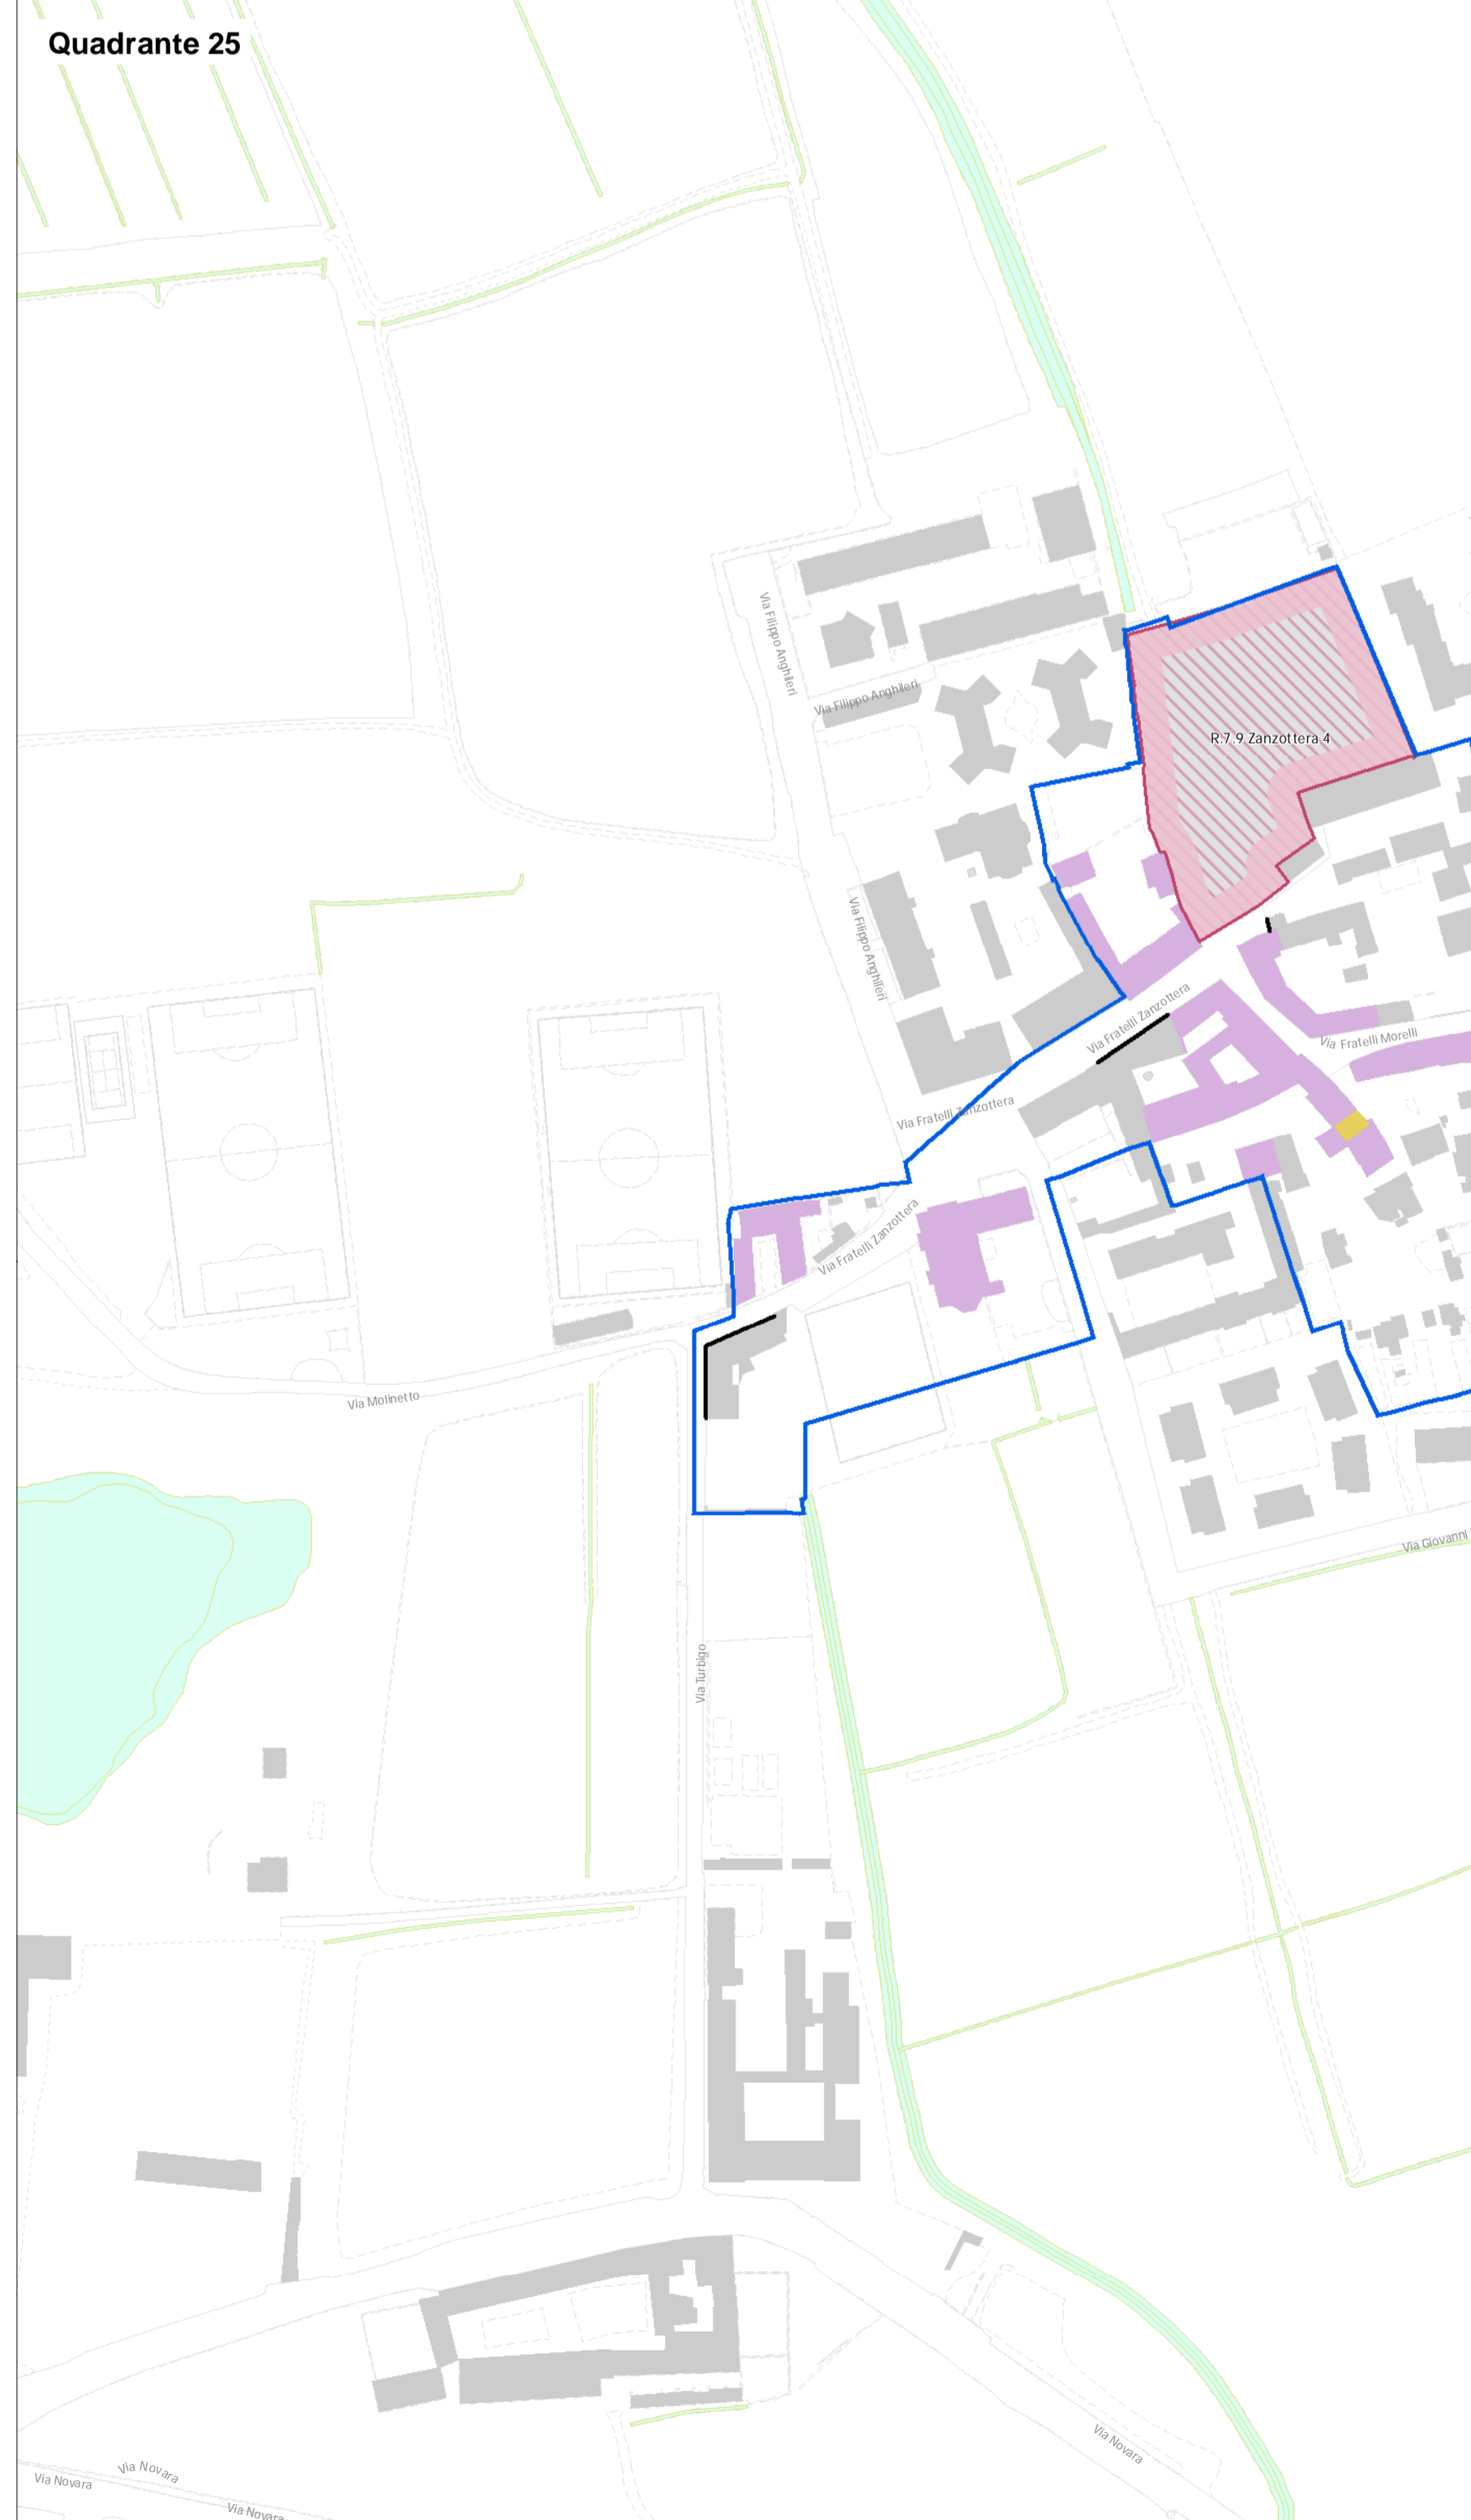 Quadrante 25
Via Filippo Anghileri
Via Filippo Anghileri
R.7.9 Zanzottera 4
Via Filippo Anghileri
Via Fratelli Zanzottera
Via Fratelli Morelli
Via Fratelli Zanzottera
Via Fratelli Zanzottera
Via Molinetto
Via Giovanni
Via Turbigo
Via Novara
Via Novara
Via Novara
Via Novara